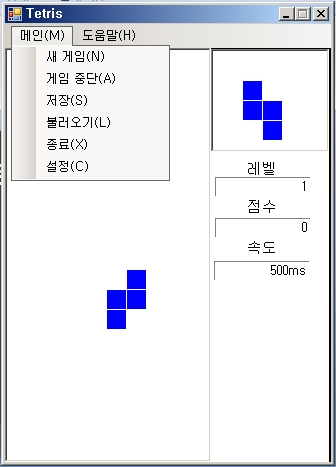 Tetris
메인(M) 도움말(H)
새 게임(N)
게임 중단(A)
저장(S)
불러오기(L)
종료(X)
설정(C)
레벨
1
점수
0
속도
500ms